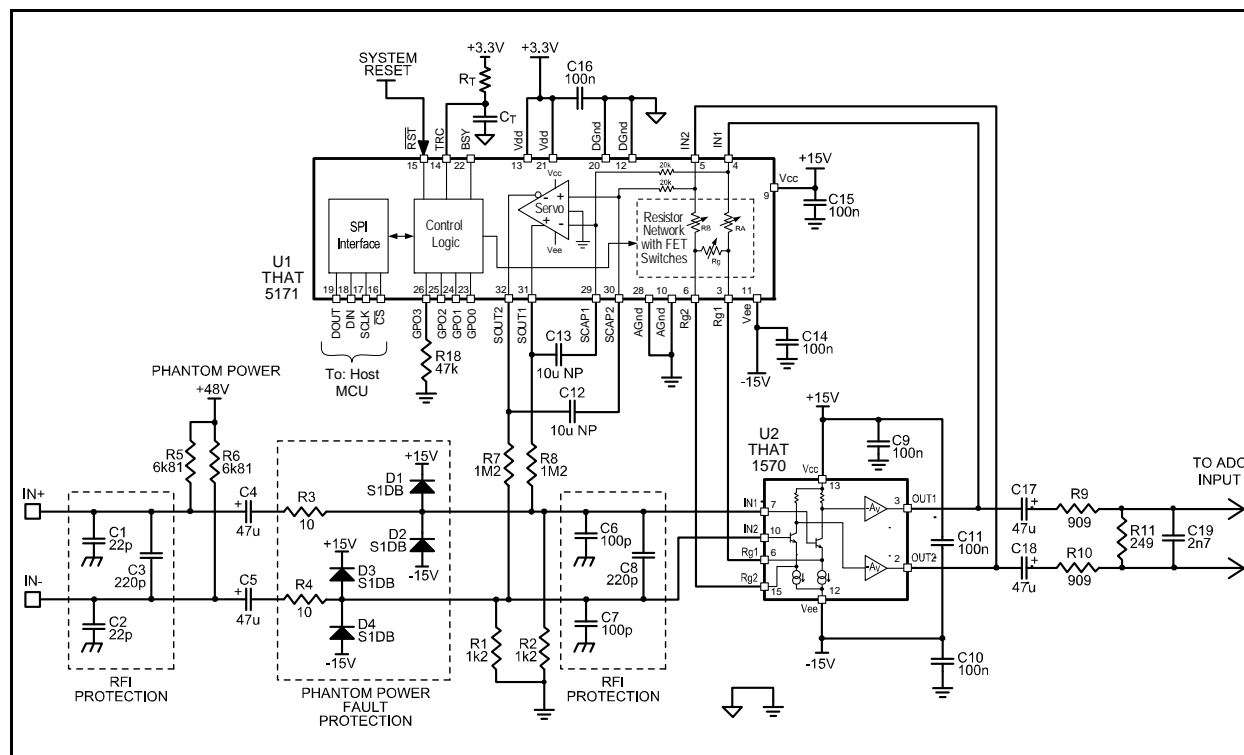 SYSTEM
RESET
+3.3V
RT
CT
+3.3V
C16
100n
RST
TRC
BSY
Vdd
Vdd
DGnd
DGnd
IN2
IN1
15
14
22
13
21
20
12
5
4
+15V
Vcc
9
C15
100n
20k
20k
Vcc
Servo
Vee
SPI
Interface
Control
Logic
Resistor
Network
with FET
Switches
RB
RA
Rg
U1
THAT
5171
19
18
17
16
26
25
24
23
32
31
29
30
28
10
6
3
11
DOUT
DIN
SCLK
CS
GPO3
GPO2
GPO1
GPO0
SOUT2
SOUT1
SCAP1
SCAP2
AGnd
AGnd
Rg2
Rg1
Vee
To: Host
MCU
R18
47k
C13
10u NP
C12
10u NP
C14
100n
-15V
PHANTOM POWER
+48V
R5
6k81
R6
6k81
R7
1M2
R8
1M2
+15V
C9
100n
U2
THAT
1570
Vcc
13
IN1
7
IN2
10
Rg1
6
Rg2
15
-Av
-Av
3
OUT1
2
OUT2
12
Vee
-15V
C11
100n
C10
100n
IN+
IN-
C1
22p
C2
22p
C3
220p
RFI
PROTECTION
C4
+
47u
C5
+
47u
R3
10
R4
10
+15V
D1
S1DB
D2
S1DB
-15V
+15V
D3
S1DB
D4
S1DB
-15V
PHANTOM POWER
FAULT
PROTECTION
R1
1k2
R2
1k2
C6
100p
C7
100p
C8
220p
RFI
PROTECTION
C17
+
47u
C18
+
47u
R9
909
R10
909
R11
249
C19
2n7
TO ADC
INPUT